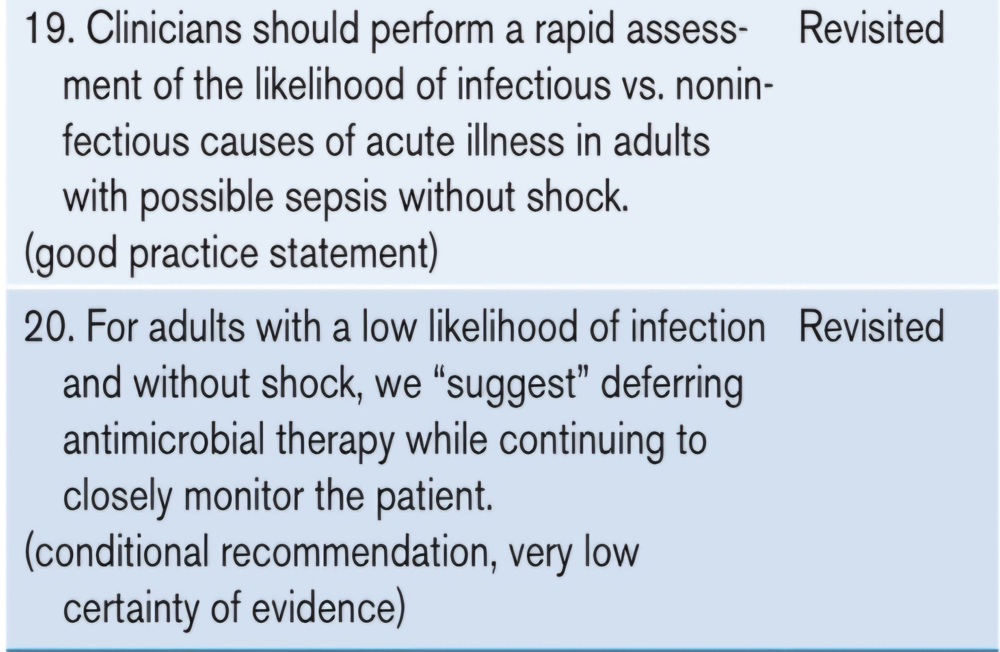 19. Clinicians should perform a rapid assess- Revisited
ment of the likelihood of infectious vs. nonin-
fectious causes of acute illness in adults
with possible sepsis without shock.
(good practice statement)
20. For adults with a low likelihood of infection Revisited
and without shock, we “suggest” deferring
antimicrobial therapy while continuing to
closely monitor the patient.
(conditional recommendation, very low
certainty of evidence)